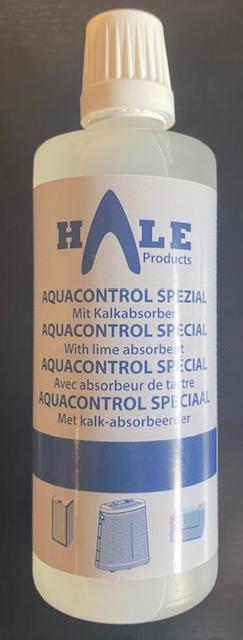 HALE
Products
AQUACONTROL SPEZIAL
Mit Kalkabsorber
AQUACONTROL SPECIAL
With lime absorbent
AQUACONTROL SPÉCIAL
Avec absorbeur de tartre
AQUACONTROL SPECIAAL
Met kalk-absorbeerder